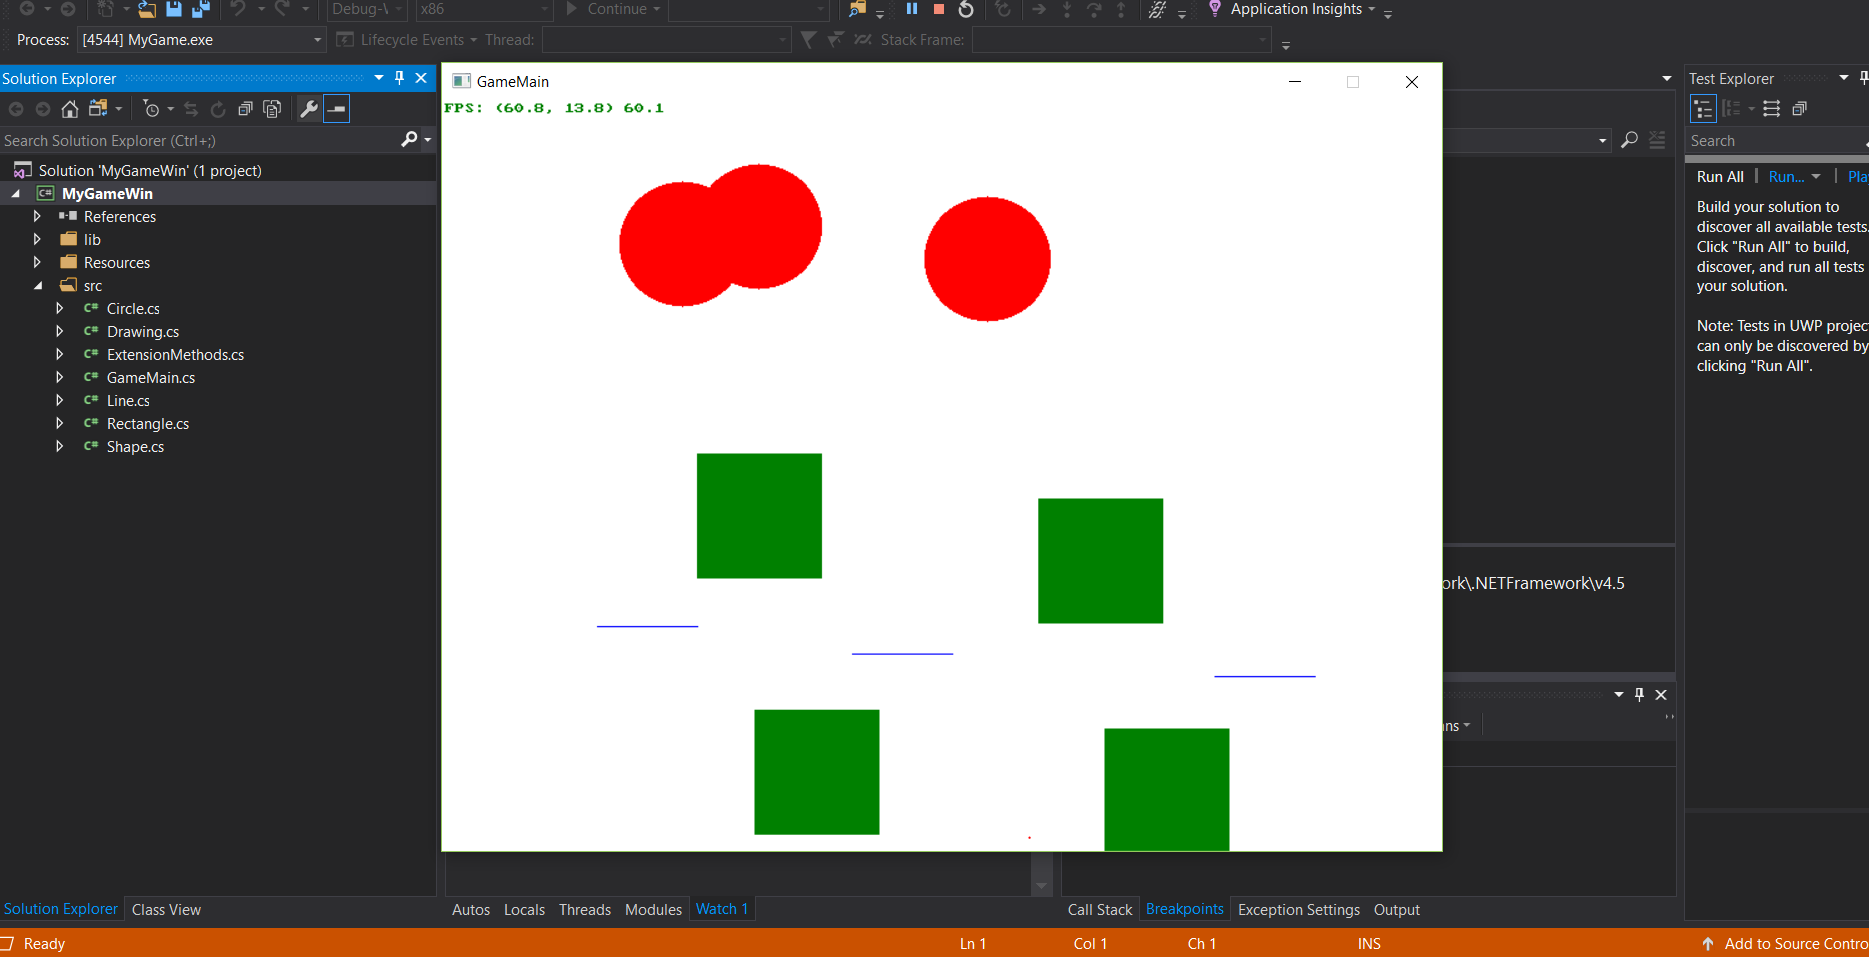 Debug-\ x86 Continue Application Insights
Process: [4544] MyGame.exe Lifecycle Events Thread: Stack Frame:
Solution Explorer
Search Solution Explorer (Ctrl+;)
Solution 'MyGameWin' (1 project)
C# MyGameWin
References
lib
Resources
src
C# Circle.cs
C# Drawing.cs
C# ExtensionMethods.cs
C# GameMain.cs
C# Line.cs
C# Rectangle.cs
C# Shape.cs
Solution Explorer Class View
GameMain
FPS: (60.8, 13.8) 60.1
ork\.NETFramework\v4.5
ns
Autos Locals Threads Modules Watch 1
Call Stack Breakpoints Exception Settings Output
Test Explorer
Search
Run All Run... Pla
Build your solution to
discover all available tests.
Click "Run All" to build,
discover, and run all tests
your solution.
Note: Tests in UWP projec
can only be discovered by
clicking "Run All".
Ready Ln 1 Col 1 Ch 1 INS Add to Source Contro